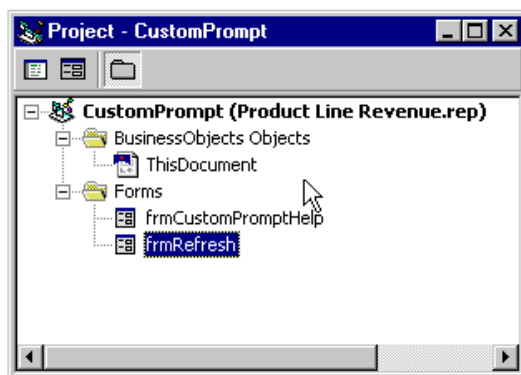 Project - CustomPrompt
CustomPrompt (Product Line Revenue.rep)
BusinessObjects Objects
ThisDocument
Forms
frmCustomPromptHelp
frmRefresh